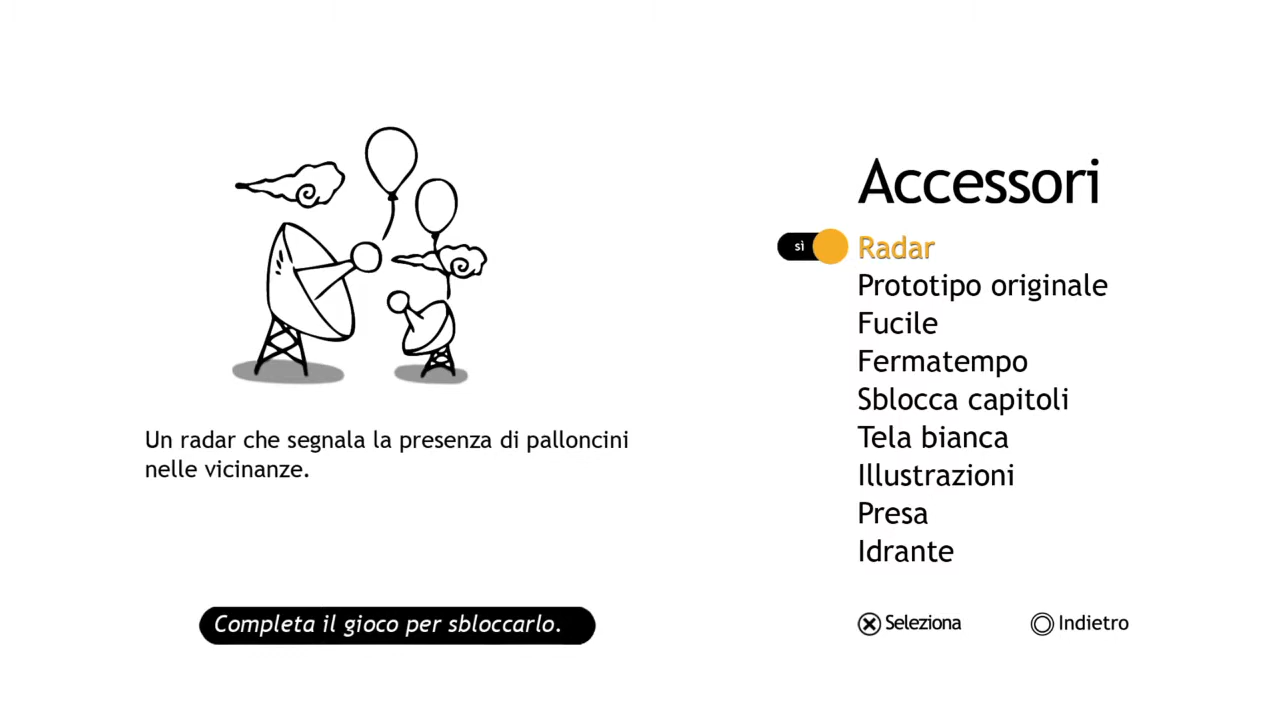 Accessori
sì
Radar
Prototipo originale
Fucile
Fermatempo
Sblocca capitoli
Tela bianca
Illustrazioni
Presa
Idrante
Un radar che segnala la presenza di palloncini
nelle vicinanze.
Completa il gioco per sbloccarlo.
Seleziona
Indietro